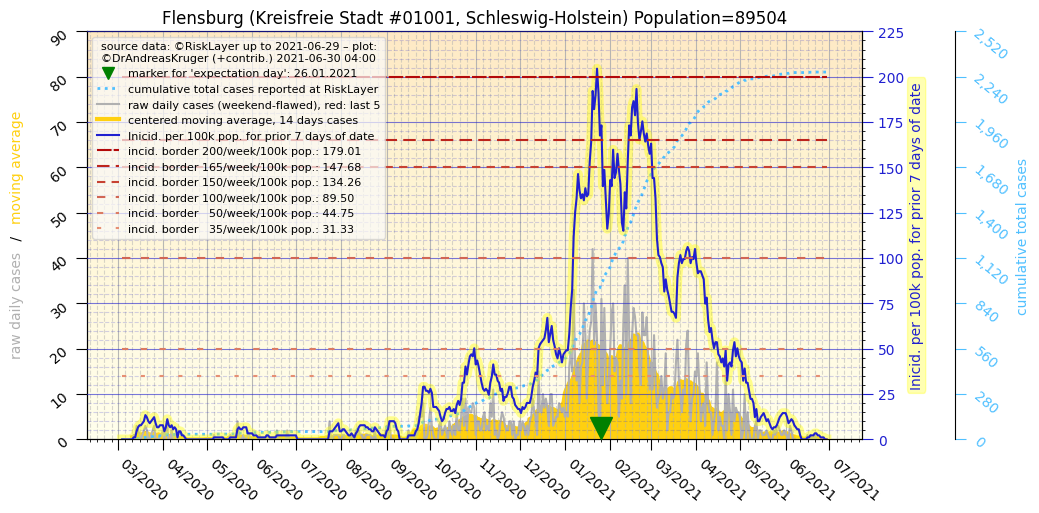 Flensburg (Kreisfreie Stadt #01001, Schleswig-Holstein) Population=89504
source data: ©RiskLayer up to 2021-06-29 – plot:
©DrAndreasKruger (+contrib.) 2021-06-30 04:00
marker for 'expectation day': 26.01.2021
cumulative total cases reported at RiskLayer
raw daily cases (weekend-flawed), red: last 5
centered moving average, 14 days cases
Inicid. per 100k pop. for prior 7 days of date
incid. border 200/week/100k pop.: 179.01
incid. border 165/week/100k pop.: 147.68
incid. border 150/week/100k pop.: 134.26
incid. border 100/week/100k pop.: 89.50
incid. border 50/week/100k pop.: 44.75
incid. border 35/week/100k pop.: 31.33
raw daily cases / moving average
90
80
70
60
50
40
30
20
10
0
225
200
175
150
125
100
75
50
25
0
Inicid. per 100k pop. for prior 7 days of date
2,520
2,240
1,960
1,680
1,400
1,120
840
560
280
0
cumulative total cases
03/2020
04/2020
05/2020
06/2020
07/2020
08/2020
09/2020
10/2020
11/2020
12/2020
01/2021
02/2021
03/2021
04/2021
05/2021
06/2021
07/2021